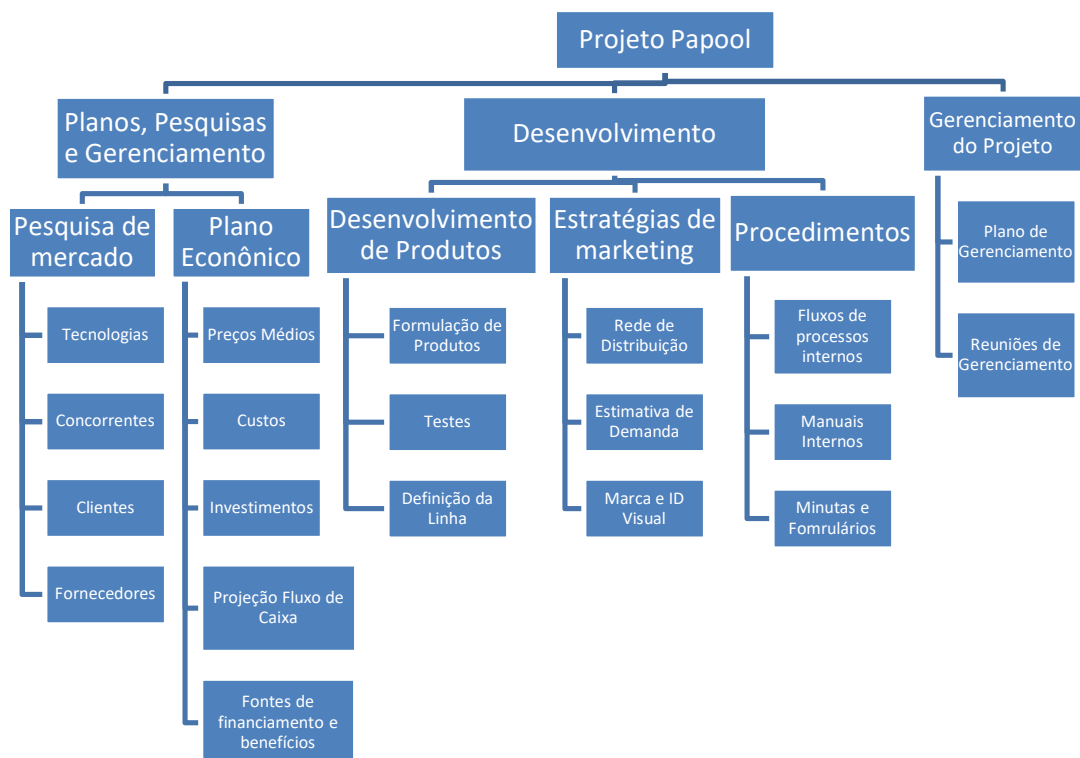 Projeto Papool
Planos, Pesquisas
e Gerenciamento
Desenvolvimento
Gerenciamento
do Projeto
Pesquisa de
mercado
Plano
Econônico
Desenvolvimento
de Produtos
Estratégias de
marketing
Procedimentos
Plano de
Gerenciamento
Reuniões de
Gerenciamento
Tecnologias
Concorrentes
Clientes
Fornecedores
Preços Médios
Custos
Investimentos
Projeção Fluxo de
Caixa
Fontes de
financiamento e
benefícios
Formulação de
Produtos
Testes
Definição da
Linha
Rede de
Distribuição
Estimativa de
Demanda
Marca e ID
Visual
Fluxos de
processos
internos
Manuais
Internos
Minutas e
Fomrulários